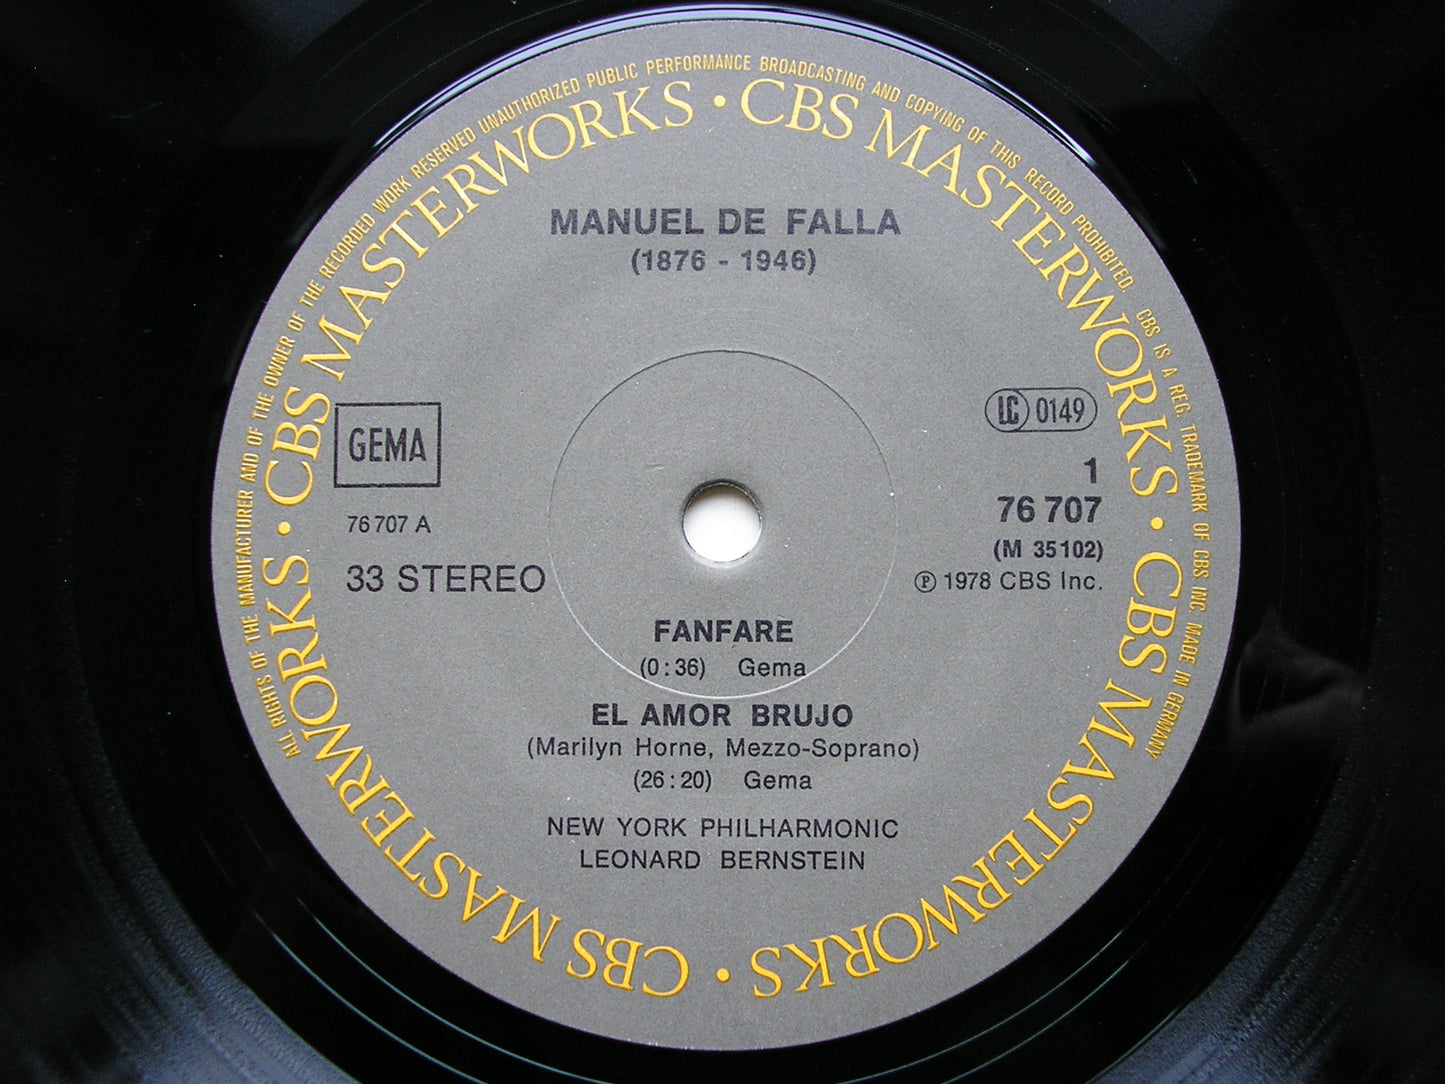 ALL RIGHTS OF THE MANUFACTURER AND OF THE OWNER OF THE RECORDED WORK RESERVED UNAUTHORIZED PUBLIC PERFORMANCE BROADCASTING AND COPYING OF THIS RECORD PROHIBITED. CBS IS A REG. TRADEMARK OF CBS INC. MADE IN GERMANY
CBS MASTERWORKS · CBS MASTERWORKS · CBS MASTERWORKS · CBS MASTERWORKS ·
MANUEL DE FALLA
(1876 - 1946)
GEMA
LC 0149
76 707 A
1
76 707
(M 35102)
33 STEREO
Ⓟ 1978 CBS Inc.
FANFARE
(0:36) Gema
EL AMOR BRUJO
(Marilyn Horne, Mezzo-Soprano)
(26:20) Gema
NEW YORK PHILHARMONIC
LEONARD BERNSTEIN